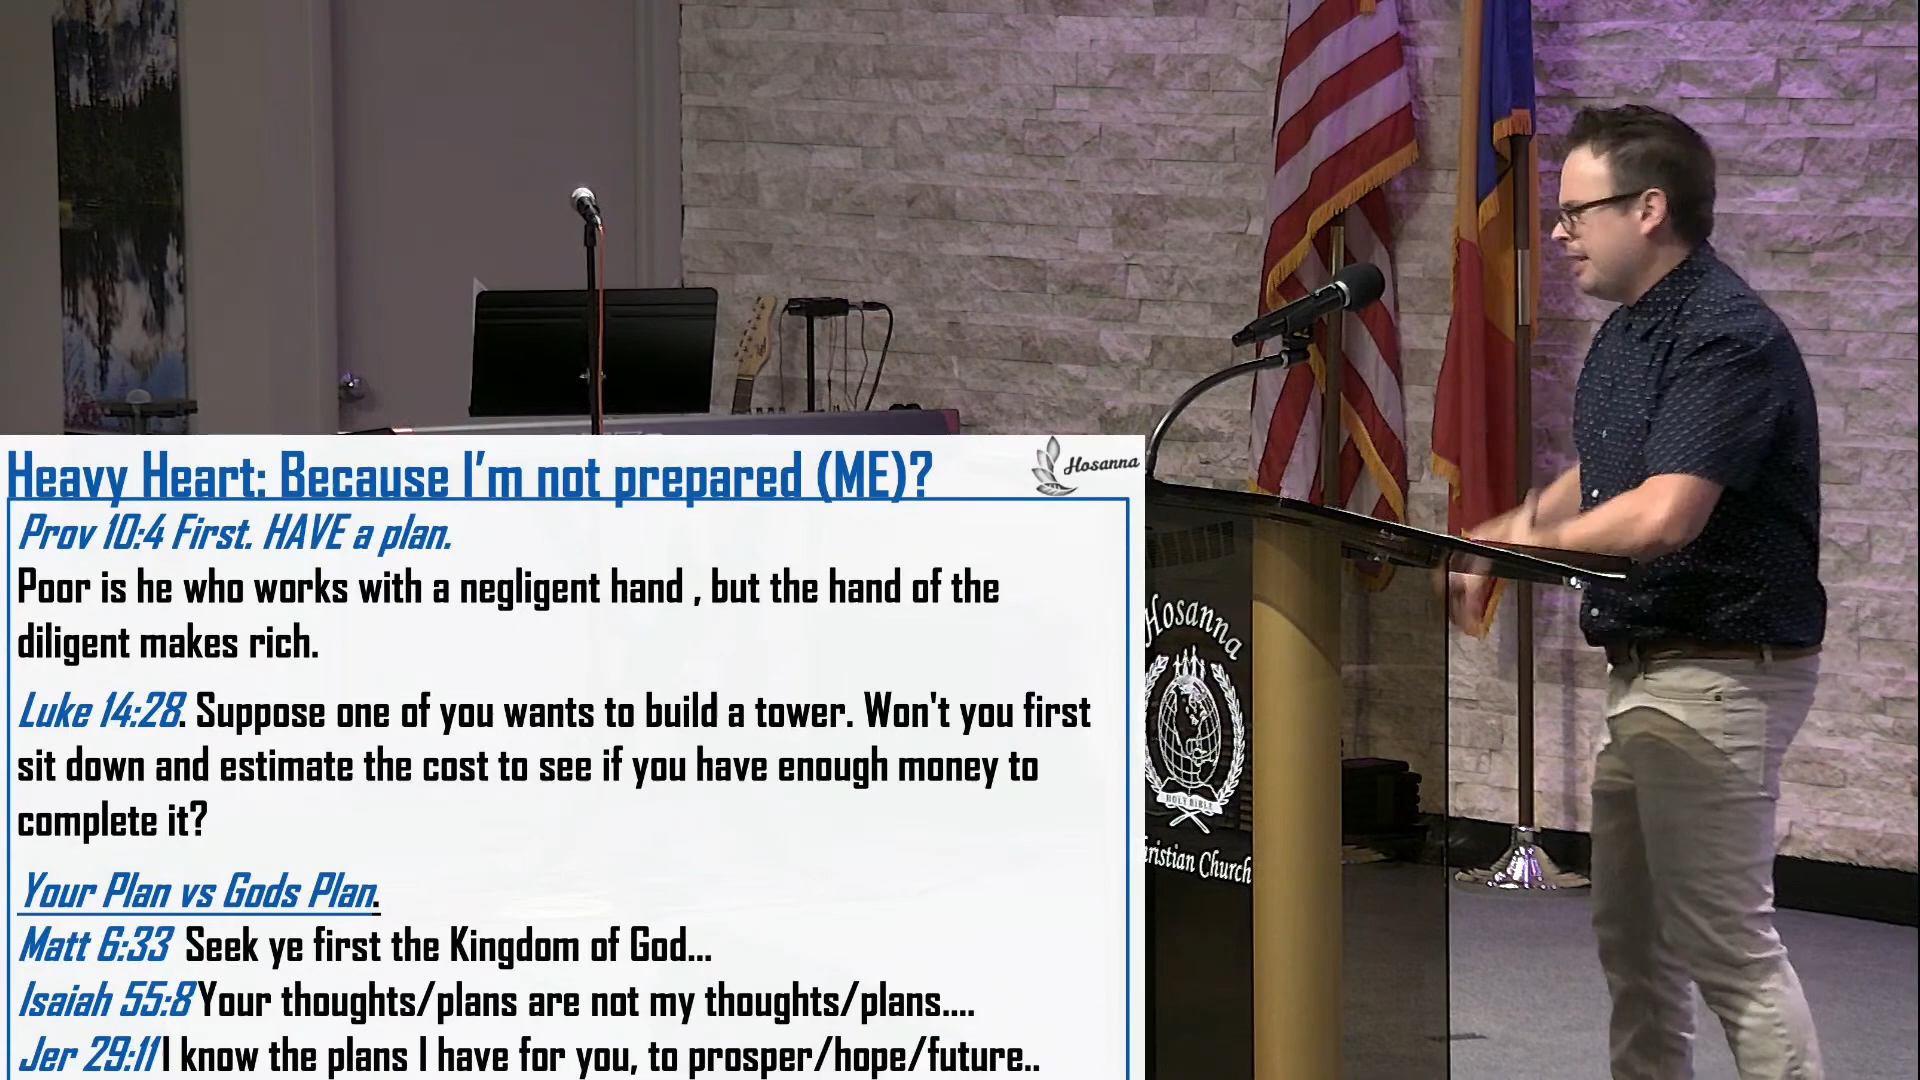 Heavy Heart: Because I'm not prepared (ME)?
Hosanna
Prov 10:4 First. HAVE a plan.
Poor is he who works with a negligent hand , but the hand of the
diligent makes rich.
Luke 14:28. Suppose one of you wants to build a tower. Won't you first
sit down and estimate the cost to see if you have enough money to
complete it?
Your Plan vs Gods Plan.
Matt 6:33 Seek ye first the Kingdom of God...
Isaiah 55:8 Your thoughts/plans are not my thoughts/plans....
Jer 29:11 I know the plans I have for you, to prosper/hope/future..
Hosanna
HOLY BIBLE
ristian Church